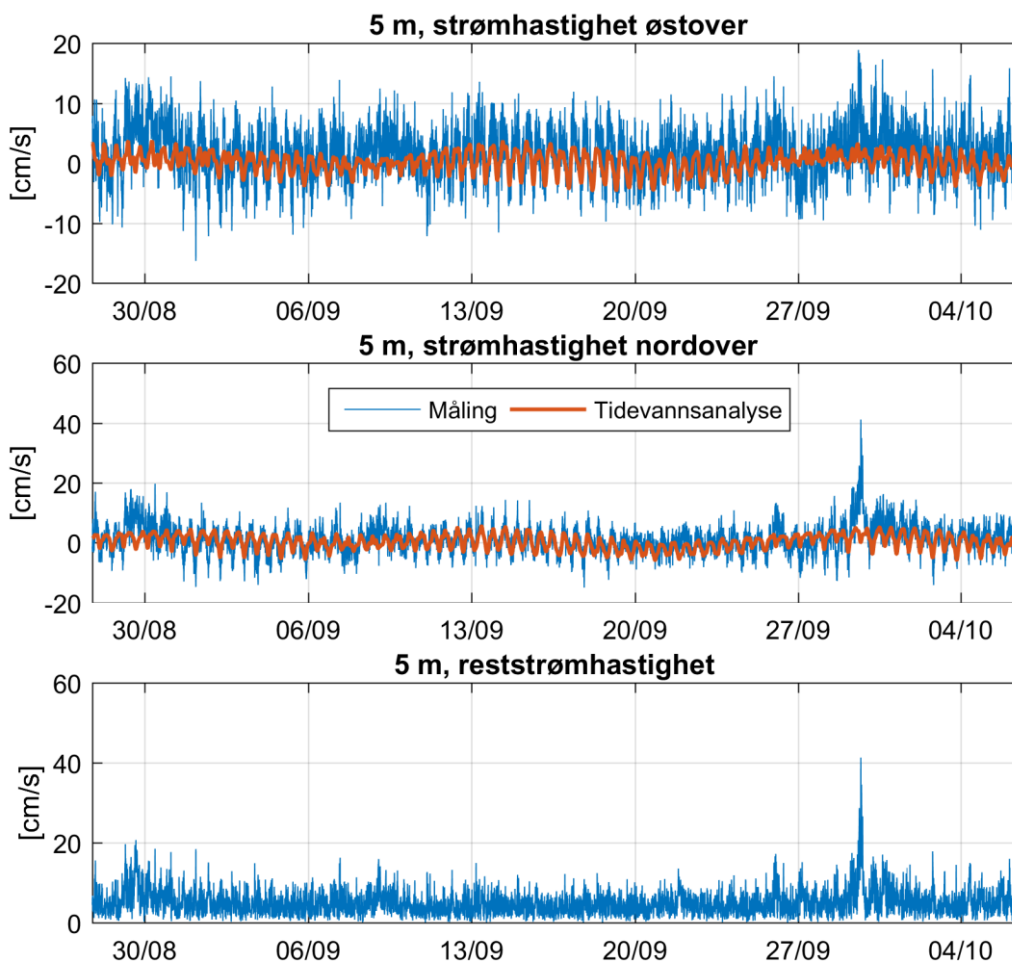 5 m, strømhastighet østover
[cm/s]
20
10
0
-10
-20
30/08 06/09 13/09 20/09 27/09 04/10
5 m, strømhastighet nordover
[cm/s]
60
40
20
0
-20
Måling Tidevannsanalyse
30/08 06/09 13/09 20/09 27/09 04/10
5 m, reststrømhastighet
[cm/s]
60
40
20
0
30/08 06/09 13/09 20/09 27/09 04/10